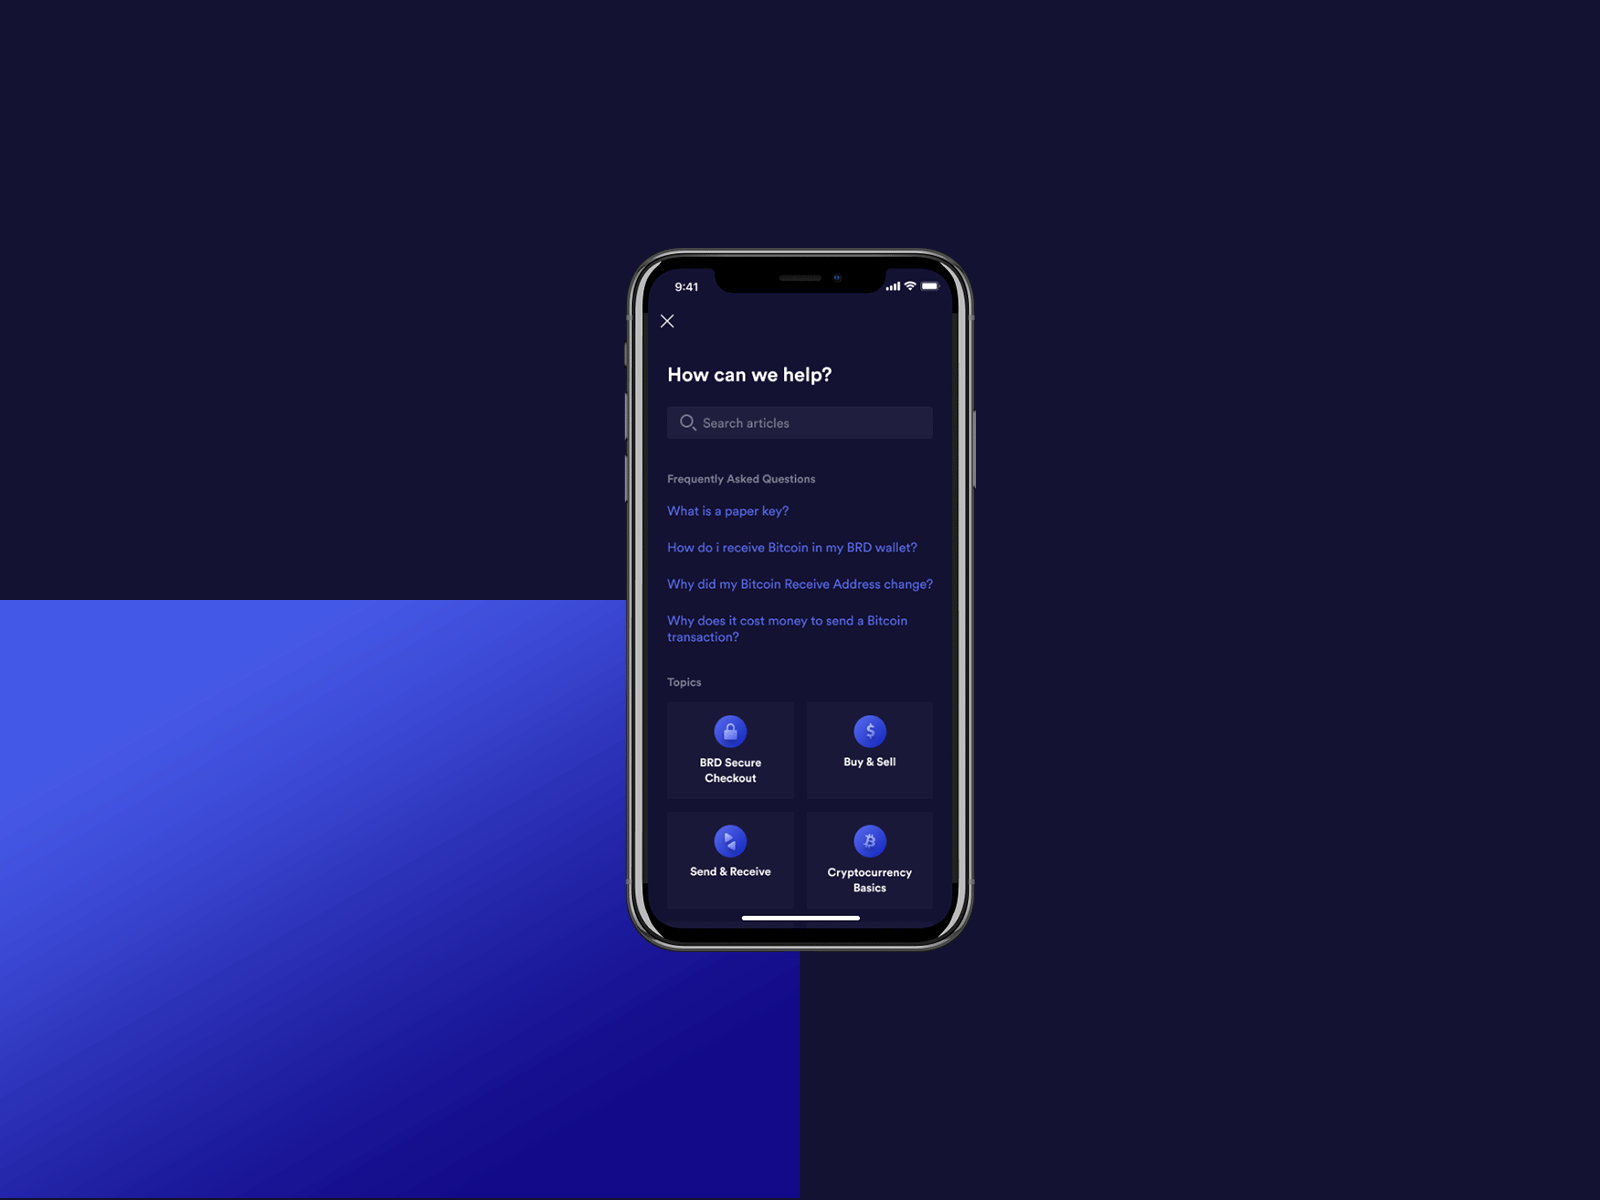 9:41
How can we help?
Search articles
Frequently Asked Questions
What is a paper key?
How do i receive Bitcoin in my BRD wallet?
Why did my Bitcoin Receive Address change?
Why does it cost money to send a Bitcoin
transaction?
Topics
BRD Secure
Checkout
Buy & Sell
Send & Receive
Cryptocurrency
Basics